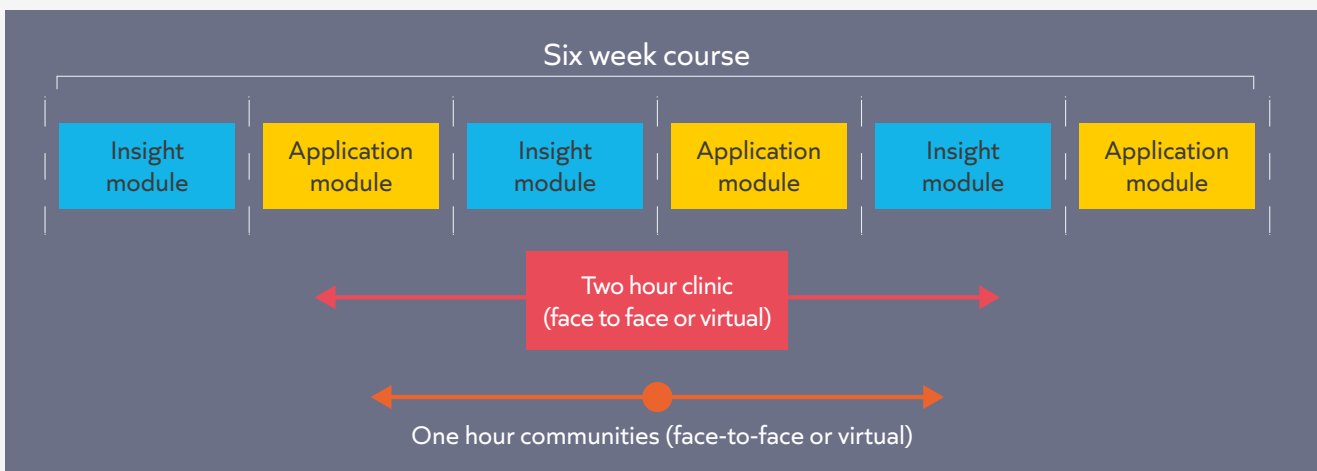 Six week course
Insight
module
Application
module
Insight
module
Application
module
Insight
module
Application
module
Two hour clinic
(face to face or virtual)
One hour communities (face-to-face or virtual)